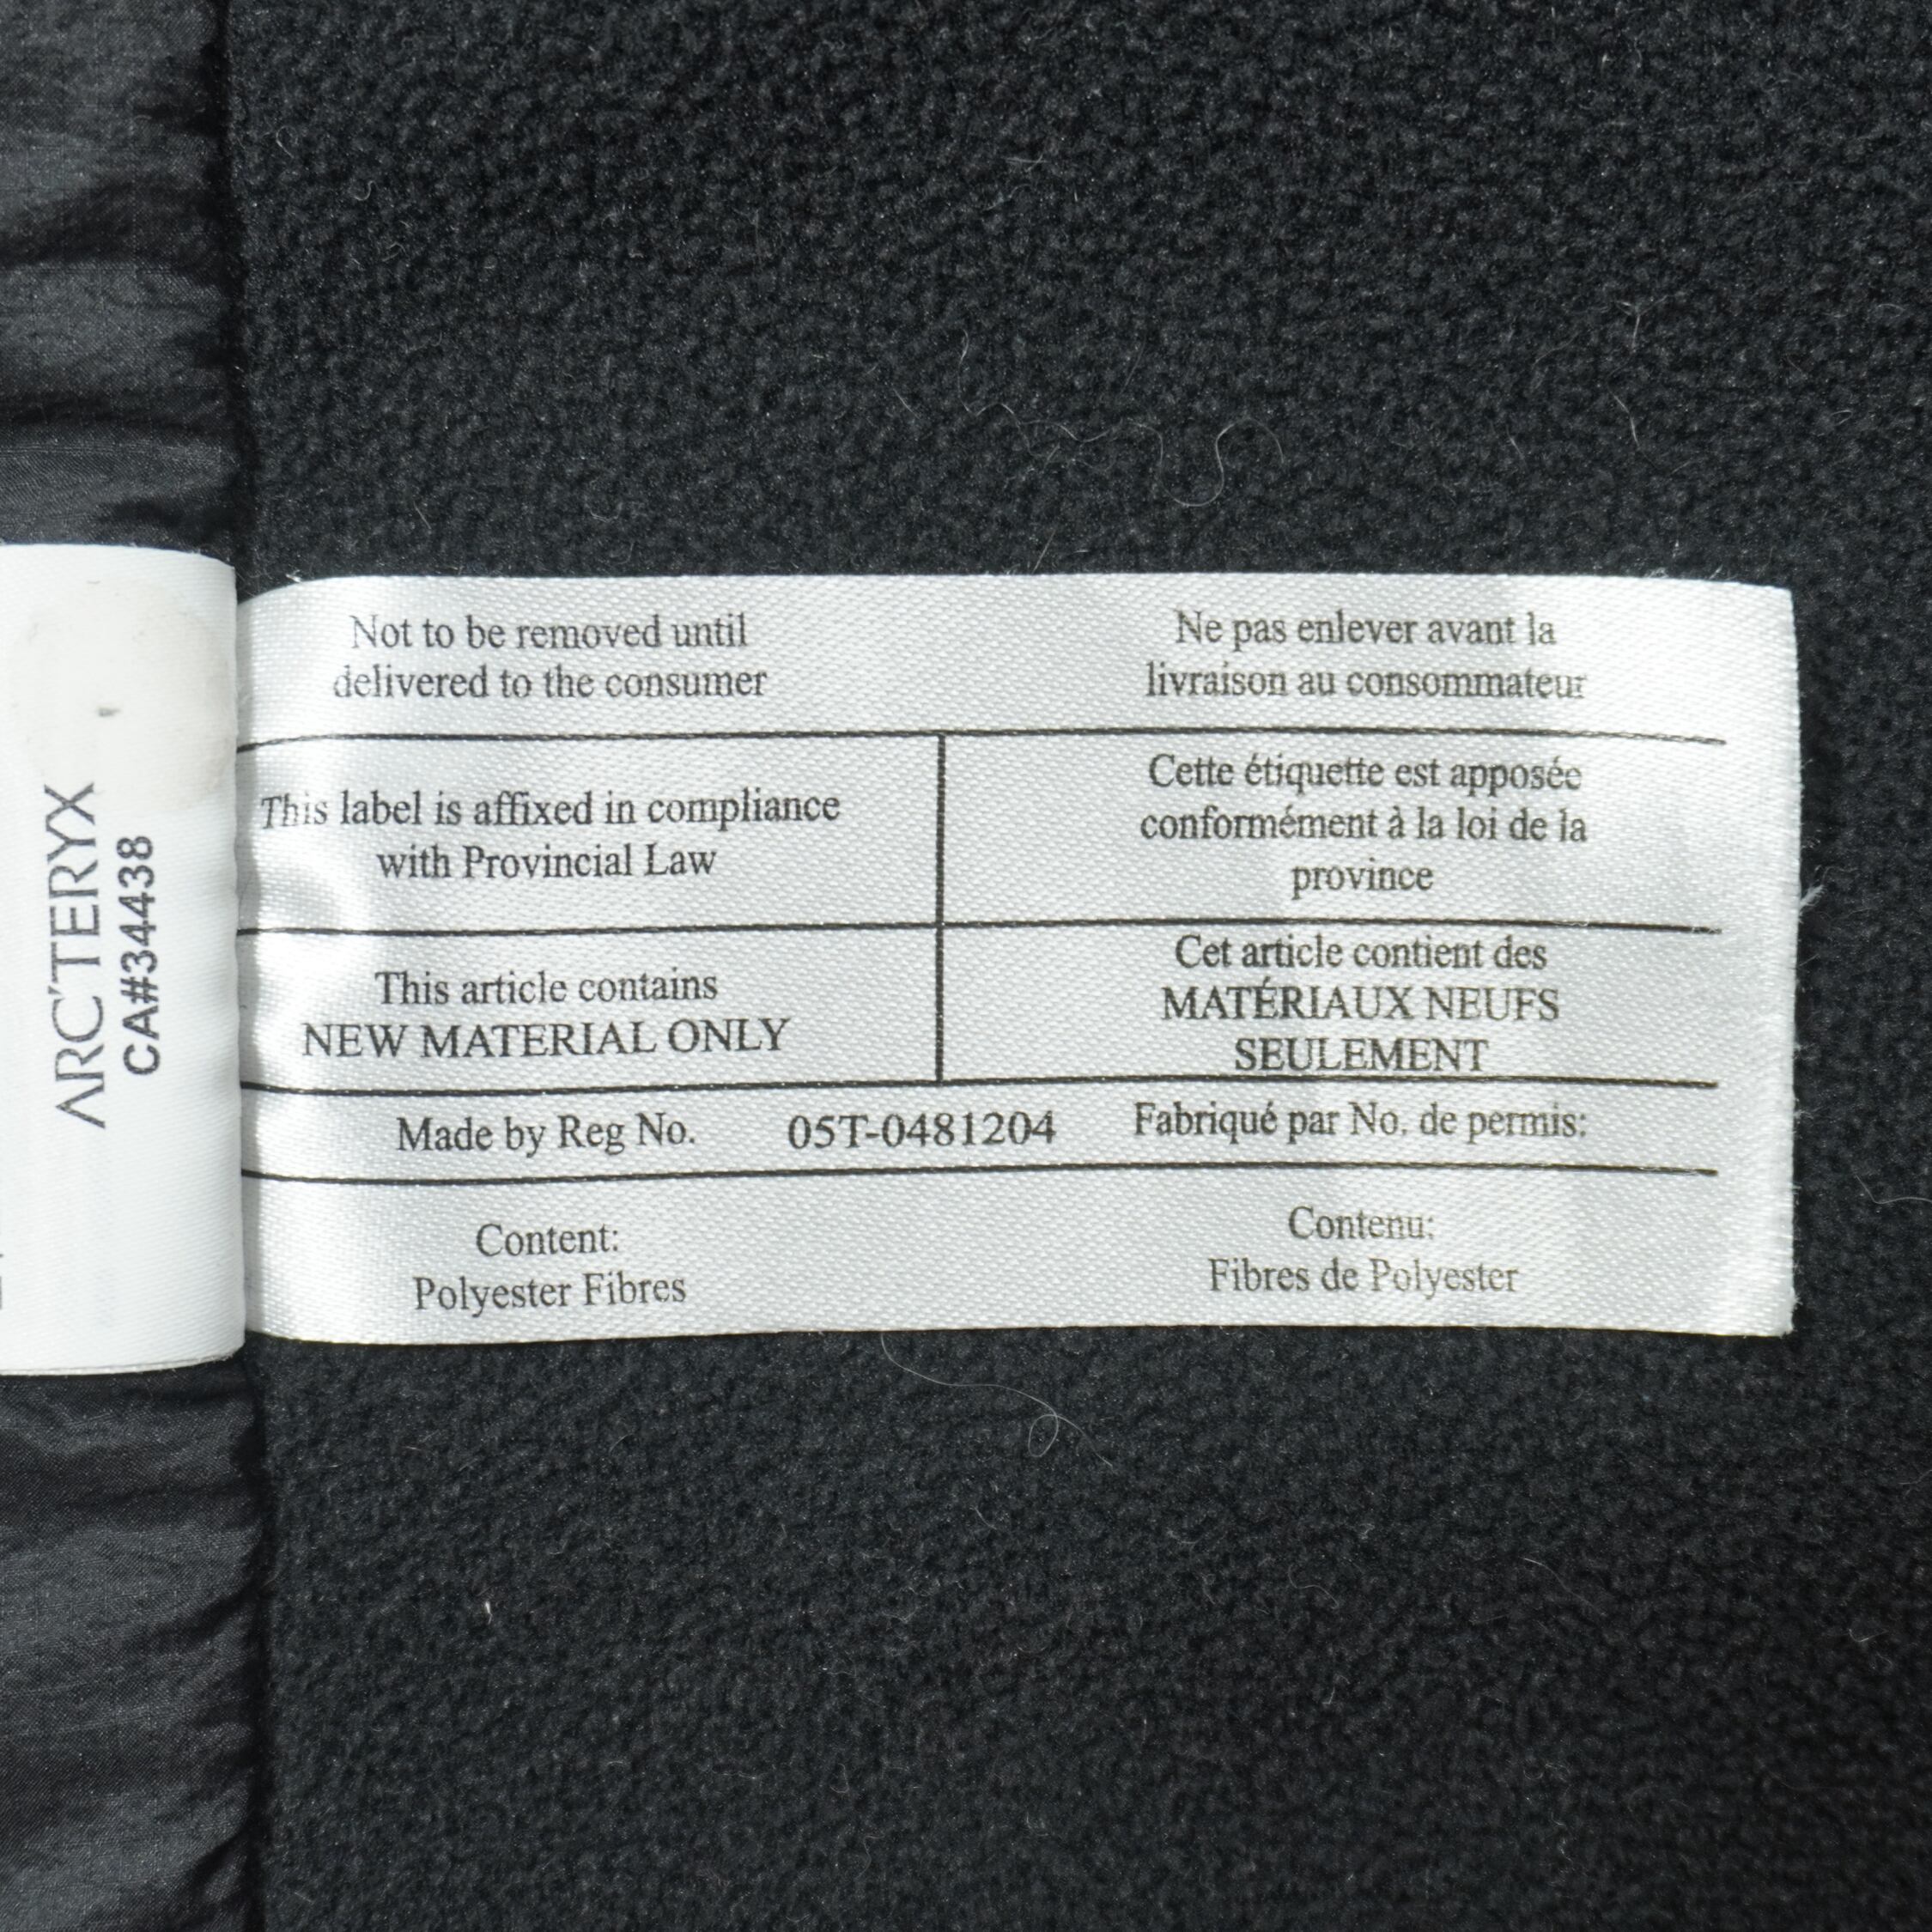 ARC'TERYX
CA#34438
Not to be removed until
delivered to the consumer
Ne pas enlever avant la
livraison au consommateur
This label is affixed in compliance
with Provincial Law
Cette étiquette est apposée
conformément à la loi de la
province
This article contains
NEW MATERIAL ONLY
Cet article contient des
MATÉRIAUX NEUFS
SEULEMENT
Made by Reg No. 05T-0481204 Fabriqué par No. de permis:
Content:
Polyester Fibres
Contenu:
Fibres de Polyester